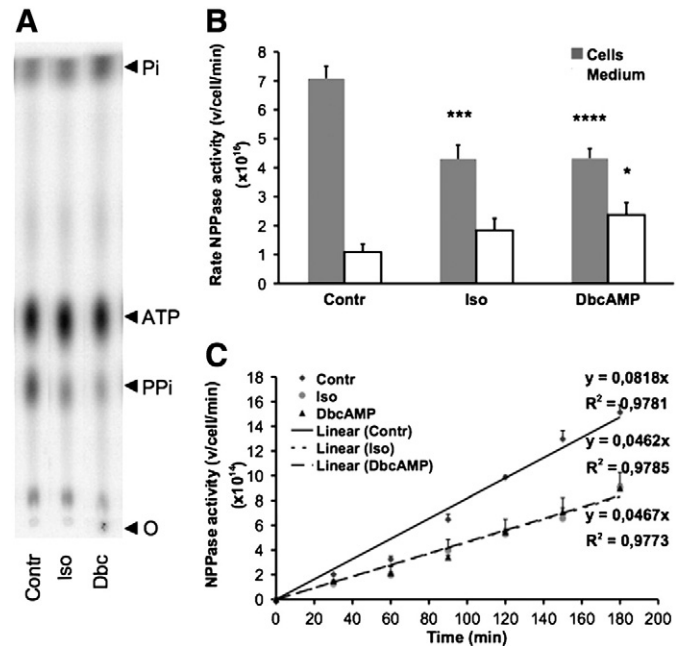 A
Pi
ATP
PPi
O
Contr
Iso
Dbc
B
Rate NPPase activity (v/cell/min)
(x10¹⁶)
8
7
6
5
4
3
2
1
0
Cells
Medium
***
****
*
Contr
Iso
DbcAMP
C
NPPase activity (v/cell/min)
(x10¹⁴)
18
16
14
12
10
8
6
4
2
0
Contr
Iso
DbcAMP
Linear (Contr)
Linear (Iso)
Linear (DbcAMP)
y = 0,0818x
R² = 0,9781
y = 0,0462x
R² = 0,9785
y = 0,0467x
R² = 0,9773
0 20 40 60 80 100 120 140 160 180 200
Time (min)